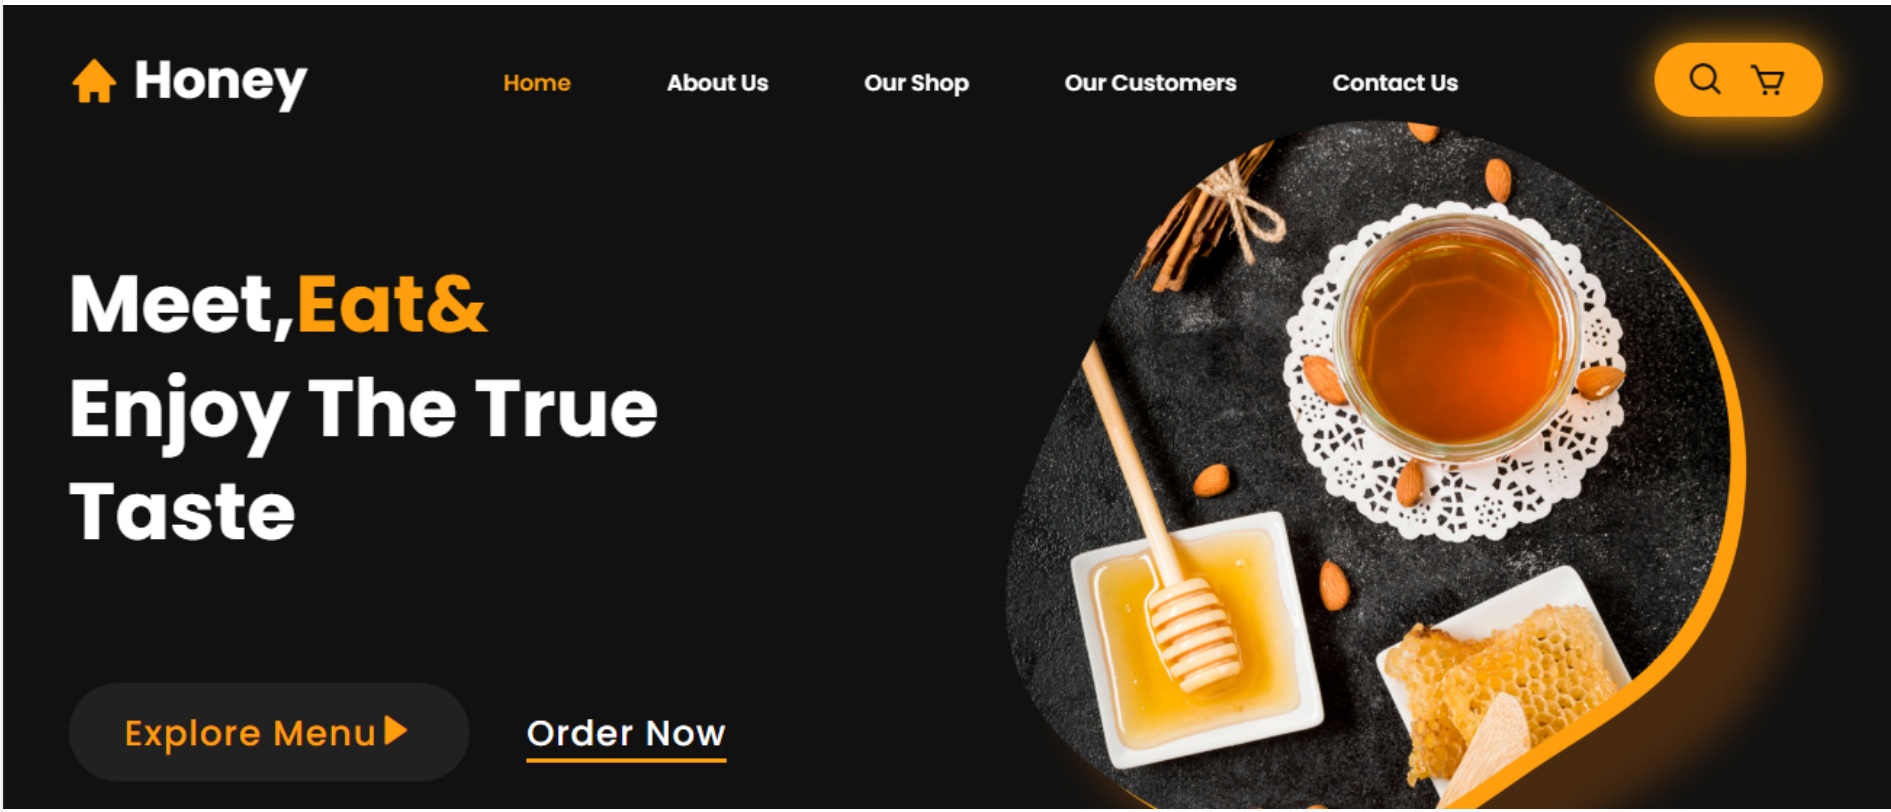 Honey
Home About Us Our Shop Our Customers Contact Us
Meet,Eat&
Enjoy The True
Taste
Explore Menu
Order Now